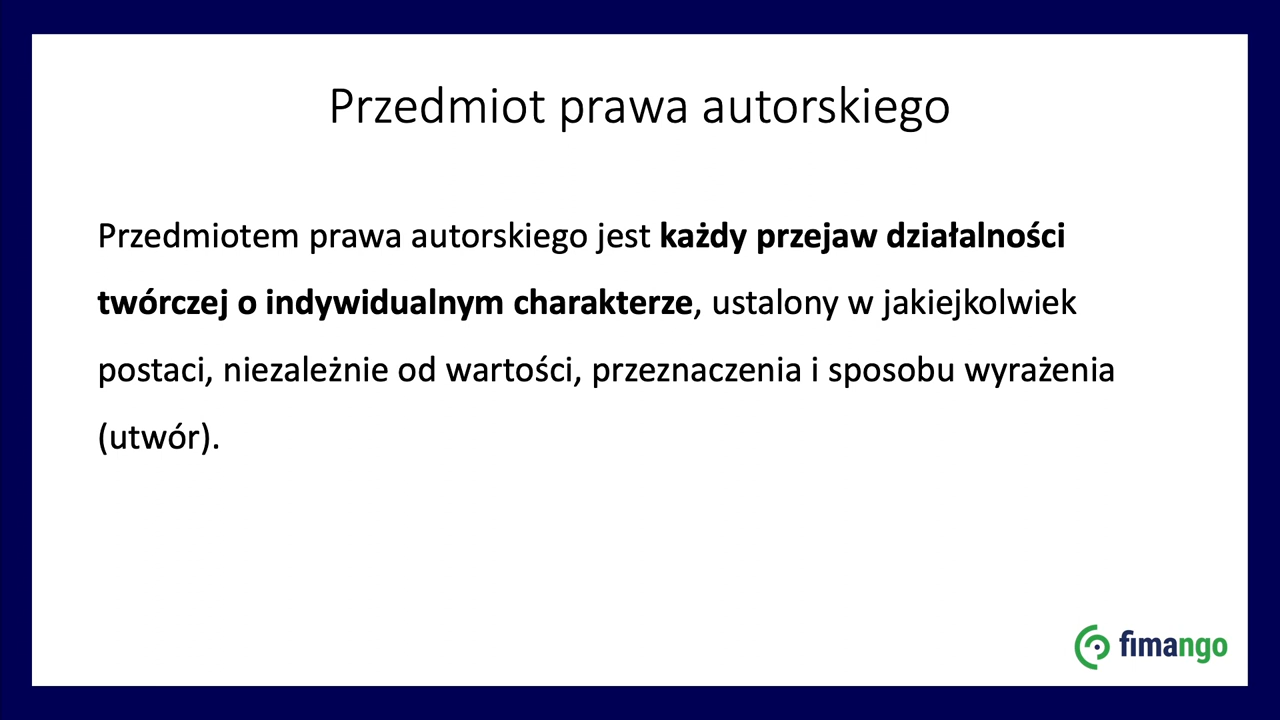 Przedmiot prawa autorskiego
Przedmiotem prawa autorskiego jest każdy przejaw działalności
twórczej o indywidualnym charakterze, ustalony w jakiejkolwiek
postaci, niezależnie od wartości, przeznaczenia i sposobu wyrażenia
(utwór).
fimango